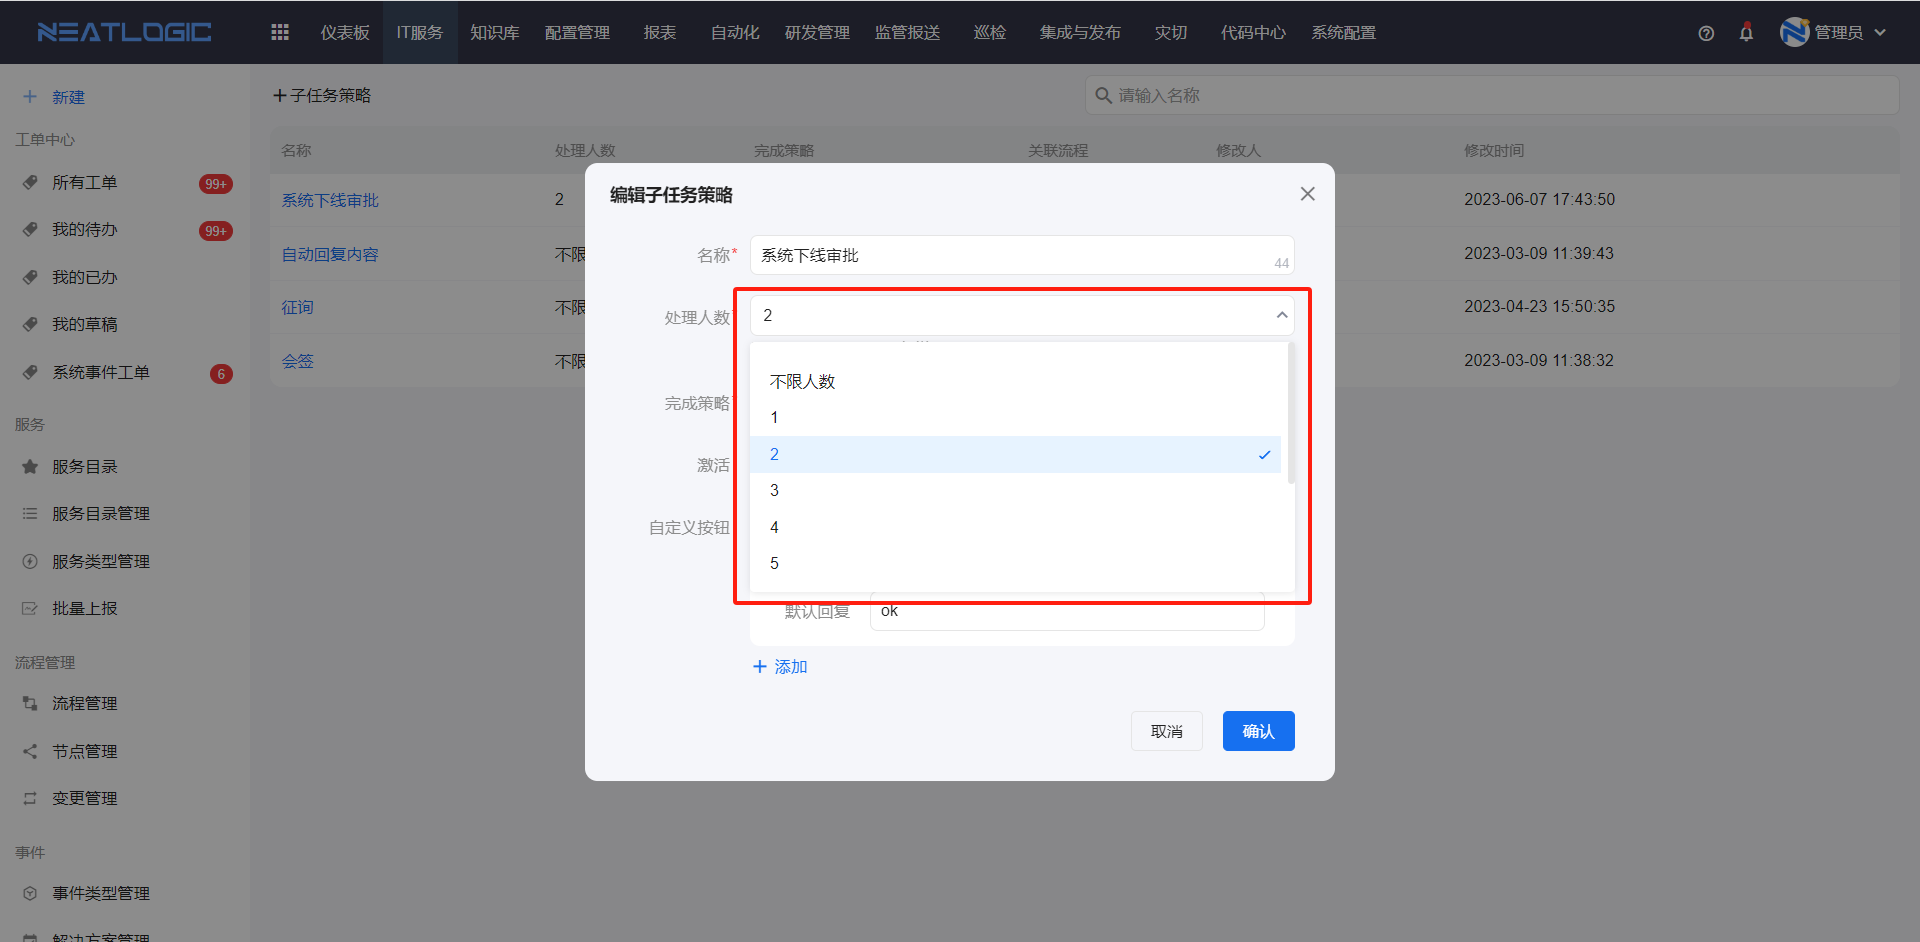 NEATLOGIC
仪表板
IT服务
知识库
配置管理
报表
自动化
研发管理
监管报送
巡检
集成与发布
灾切
代码中心
系统配置
管理员
新建
工单中心
所有工单
99+
我的待办
99+
我的已办
我的草稿
系统事件工单
6
服务
服务目录
服务目录管理
服务类型管理
批量上报
流程管理
流程管理
节点管理
变更管理
事件
事件类型管理
解决方案管理
子任务策略
请输入名称
名称
处理人数
完成策略
关联流程
修改人
修改时间
系统下线审批
2
2023-06-07 17:43:50
自动回复内容
不限
2023-03-09 11:39:43
征询
不限
2023-04-23 15:50:35
会签
不限
2023-03-09 11:38:32
编辑子任务策略
名称*
系统下线审批
44
处理人数
2
不限人数
1
2
3
4
5
完成策略
激活
自定义按钮
默认回复
ok
添加
取消
确认